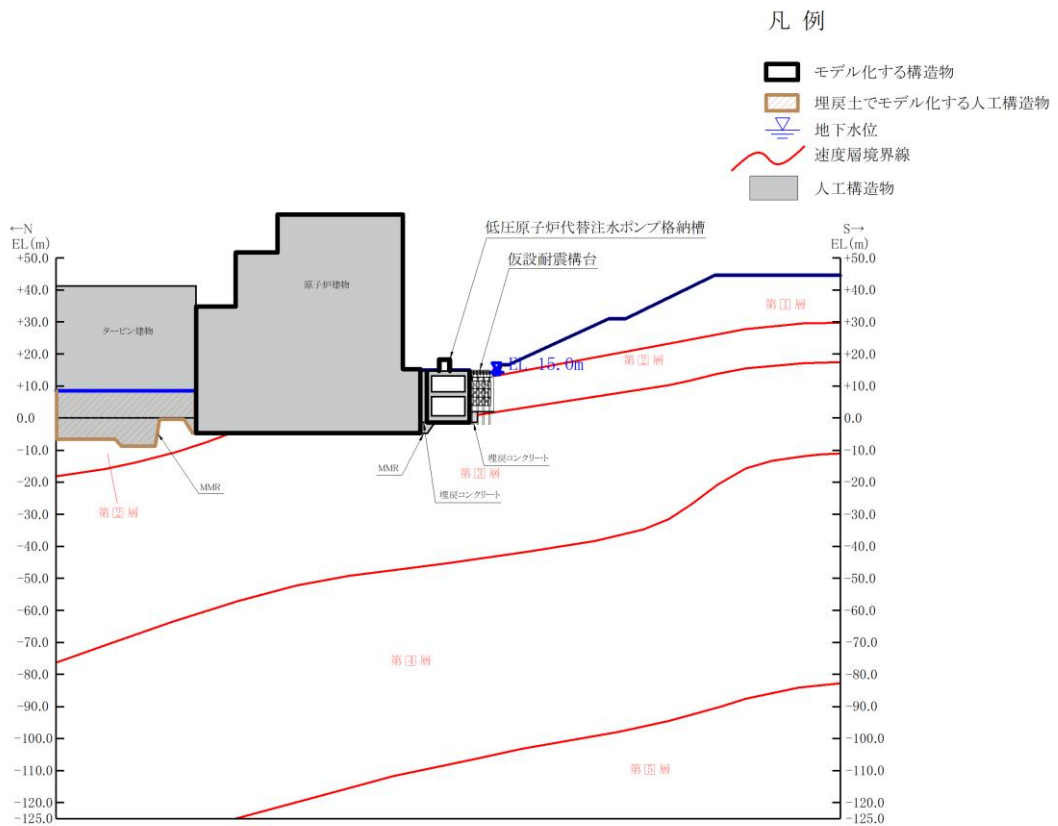 凡 例
モデル化する構造物
埋戻土でモデル化する人工構造物
地下水位
速度層境界線
人工構造物
←N
EL(m)
S→
EL(m)
低圧原子炉代替注水ポンプ格納槽
仮設耐震構台
原子炉建物
タービン建物
EL 15.0m
第1層
第2層
第3層
第2層
第4層
第5層
MMR
MMR
埋戻コンクリート
埋戻コンクリート
+50.0
+40.0
+30.0
+20.0
+10.0
0.0
-10.0
-20.0
-30.0
-40.0
-50.0
-60.0
-70.0
-80.0
-90.0
-100.0
-110.0
-120.0
-125.0
+50.0
+40.0
+30.0
+20.0
+10.0
0.0
-10.0
-20.0
-30.0
-40.0
-50.0
-60.0
-70.0
-80.0
-90.0
-100.0
-110.0
-120.0
-125.0